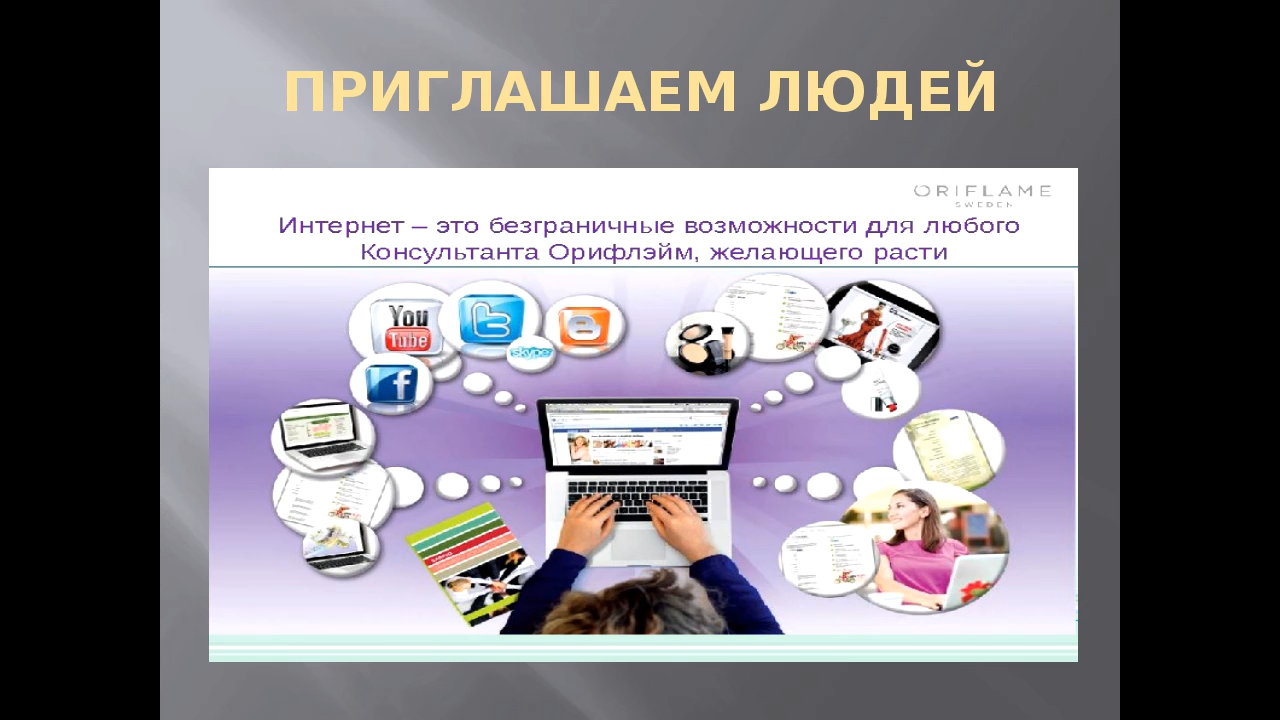 ПРИГЛАШАЕМ ЛЮДЕЙ
ORIFLAME
SWEDEN
Интернет – это безграничные возможности для любого
Консультанта Орифлэйм, желающего расти
You
Tube
skype
f